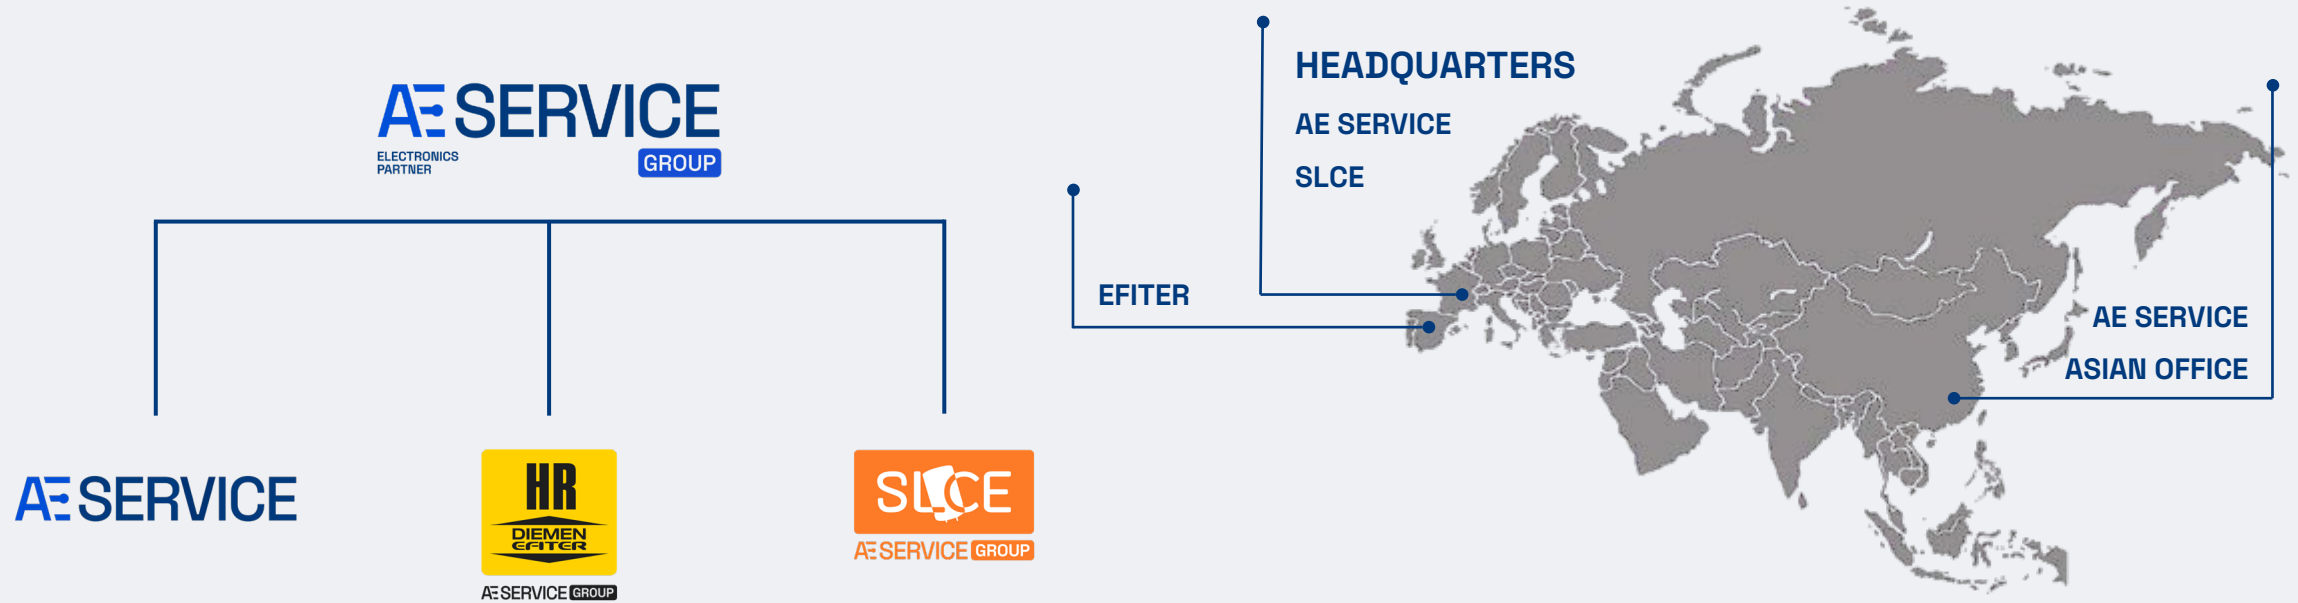 AE SERVICE
ELECTRONICS
PARTNER
GROUP
AE SERVICE
HR
DIEMEN
EFITER
AE SERVICE GROUP
SLCE
AE SERVICE GROUP
HEADQUARTERS
AE SERVICE
SLCE
EFITER
AE SERVICE
ASIAN OFFICE